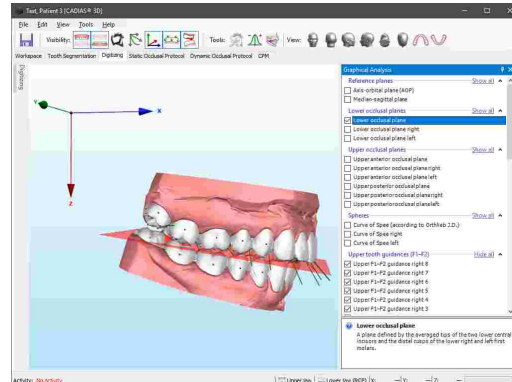 Test, Patient 3 [CADIAS® 3D]
File Edit View Tools Help
Visibility: Tools: View:
Workspace Tooth Segmentation Digitizing Static Occlusal Protocol Dynamic Occlusal Protocol CPM
Digitizing
Y
X
Z
Graphical Analysis
Reference planes Show all
Axis-orbital plane (AOP)
Median-sagittal plane
Lower occlusal planes Show all
Lower occlusal plane
Lower occlusal plane right
Lower occlusal plane left
Upper occlusal planes Show all
Upper anterior occlusal plane
Upper anterior occlusal plane right
Upper anterior occlusal plane left
Upper posterior occlusal plane
Upper posterior occlusal plane right
Upper posterior occlusal plane left
Spheres Show all
Curve of Spee (according to Orthlieb J.D.)
Curve of Spee right
Curve of Spee left
Upper tooth guidances (F1-F2) Hide all
Upper F1-F2 guidance right 8
Upper F1-F2 guidance right 7
Upper F1-F2 guidance right 6
Upper F1-F2 guidance right 5
Upper F1-F2 guidance right 4
Upper F1-F2 guidance right 3
Lower occlusal plane
A plane defined by the averaged tips of the two lower central
incisors and the distal cusps of the lower right and left first
molars.
Activity: No activity Upper jaw Lower jaw (RCP) X: — Y: — Z: —